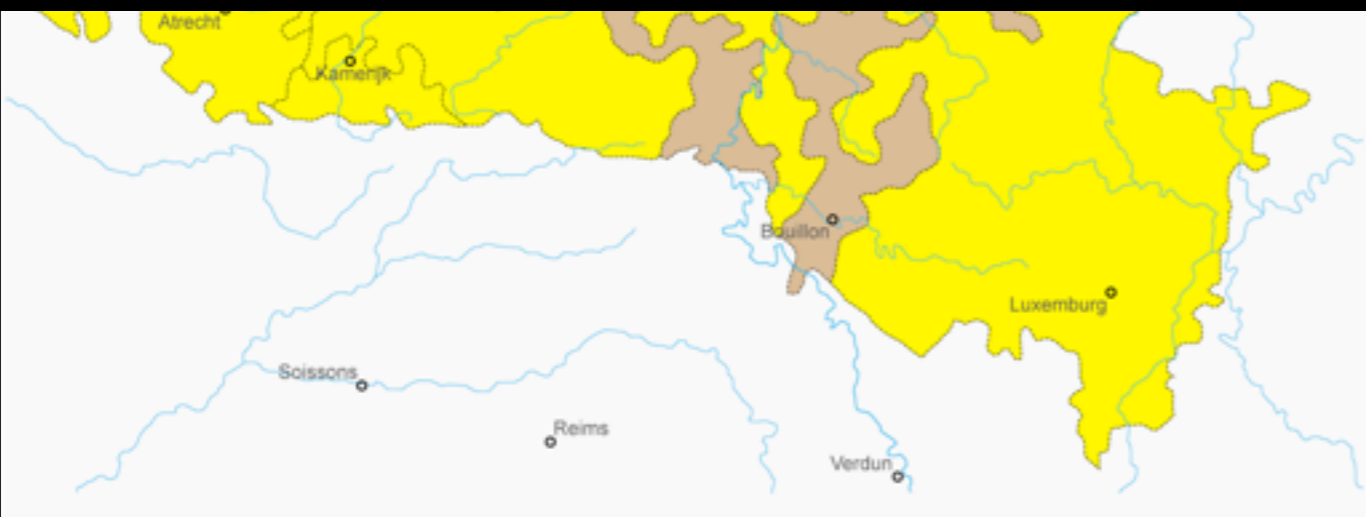 Atrecht
Kamerijk
Bouillon
Luxemburg
Soissons
Reims
Verdun